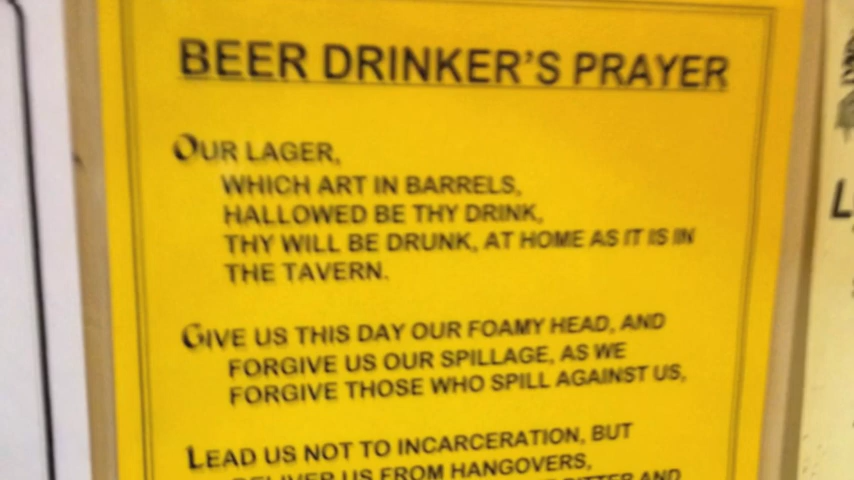 BEER DRINKER'S PRAYER
OUR LAGER,
WHICH ART IN BARRELS,
HALLOWED BE THY DRINK,
THY WILL BE DRUNK, AT HOME AS IT IS IN
THE TAVERN.
GIVE US THIS DAY OUR FOAMY HEAD, AND
FORGIVE US OUR SPILLAGE, AS WE
FORGIVE THOSE WHO SPILL AGAINST US,
LEAD US NOT TO INCARCERATION, BUT
DELIVER US FROM HANGOVERS,
BITTER AND
L